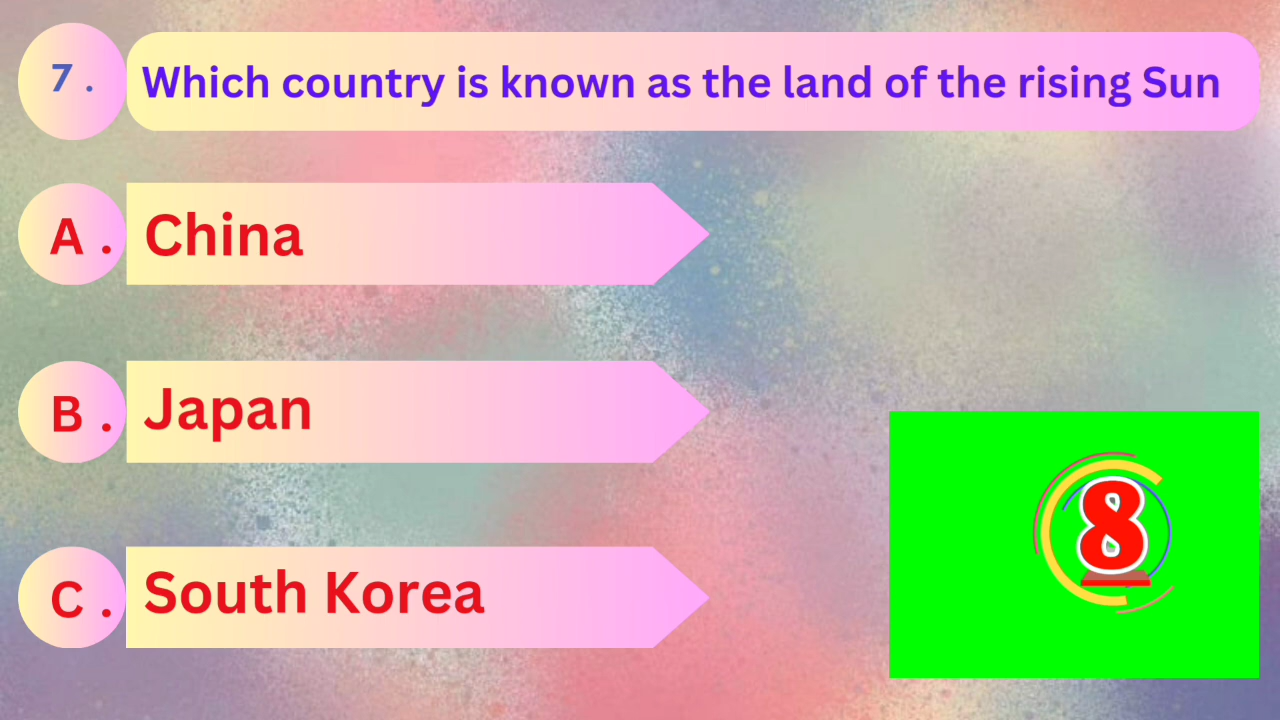 7 . Which country is known as the land of the rising Sun
A . China
B . Japan
C . South Korea
8